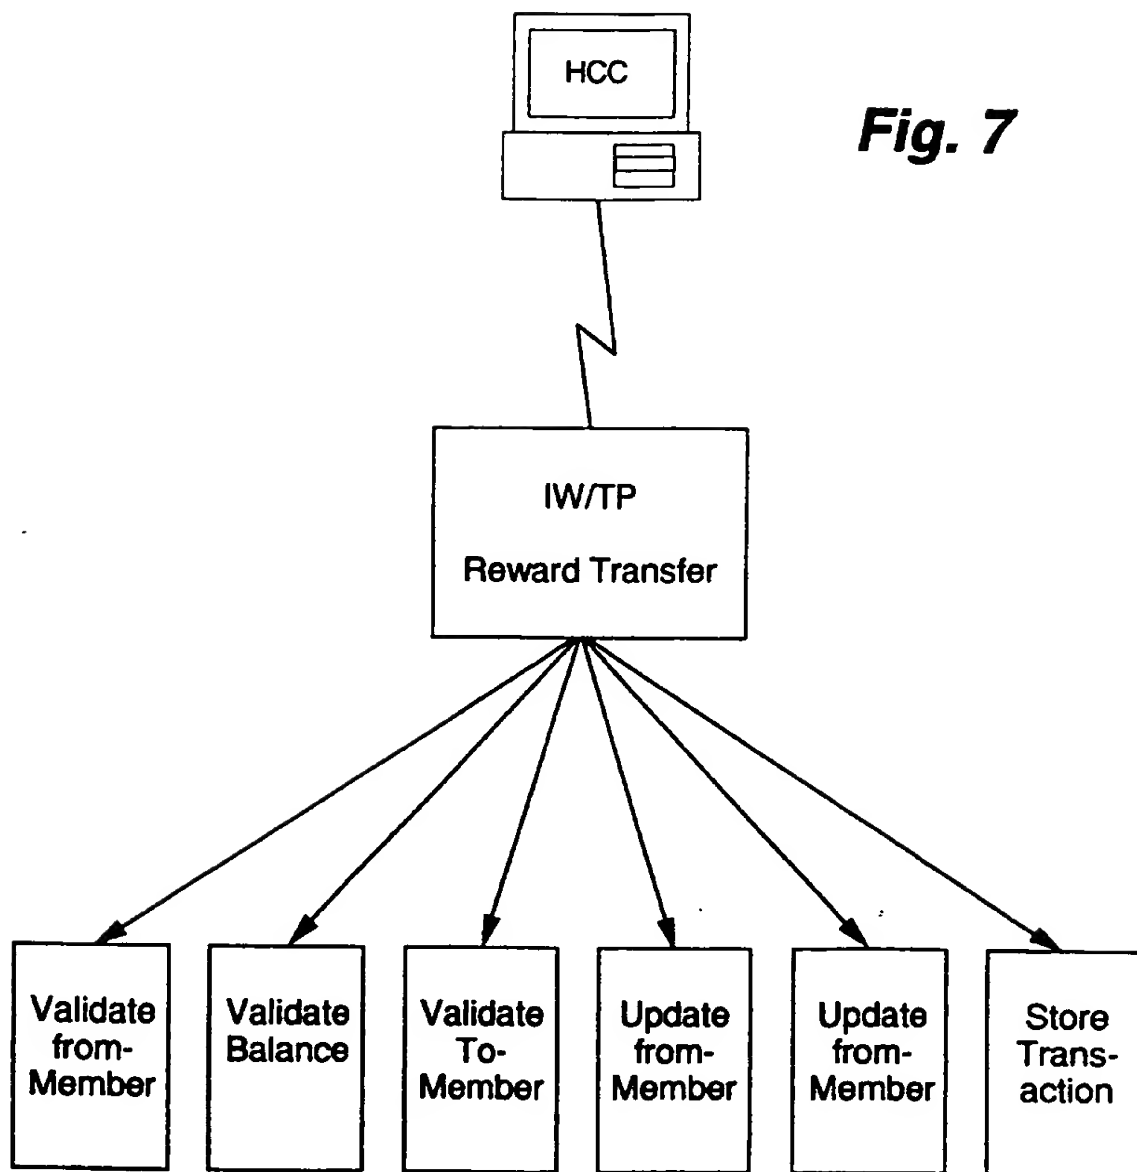 HCC
Fig. 7
IW/TP
Reward Transfer
Validate
from-
Member
Validate
Balance
Validate
To-
Member
Update
from-
Member
Update
from-
Member
Store
Trans-
action